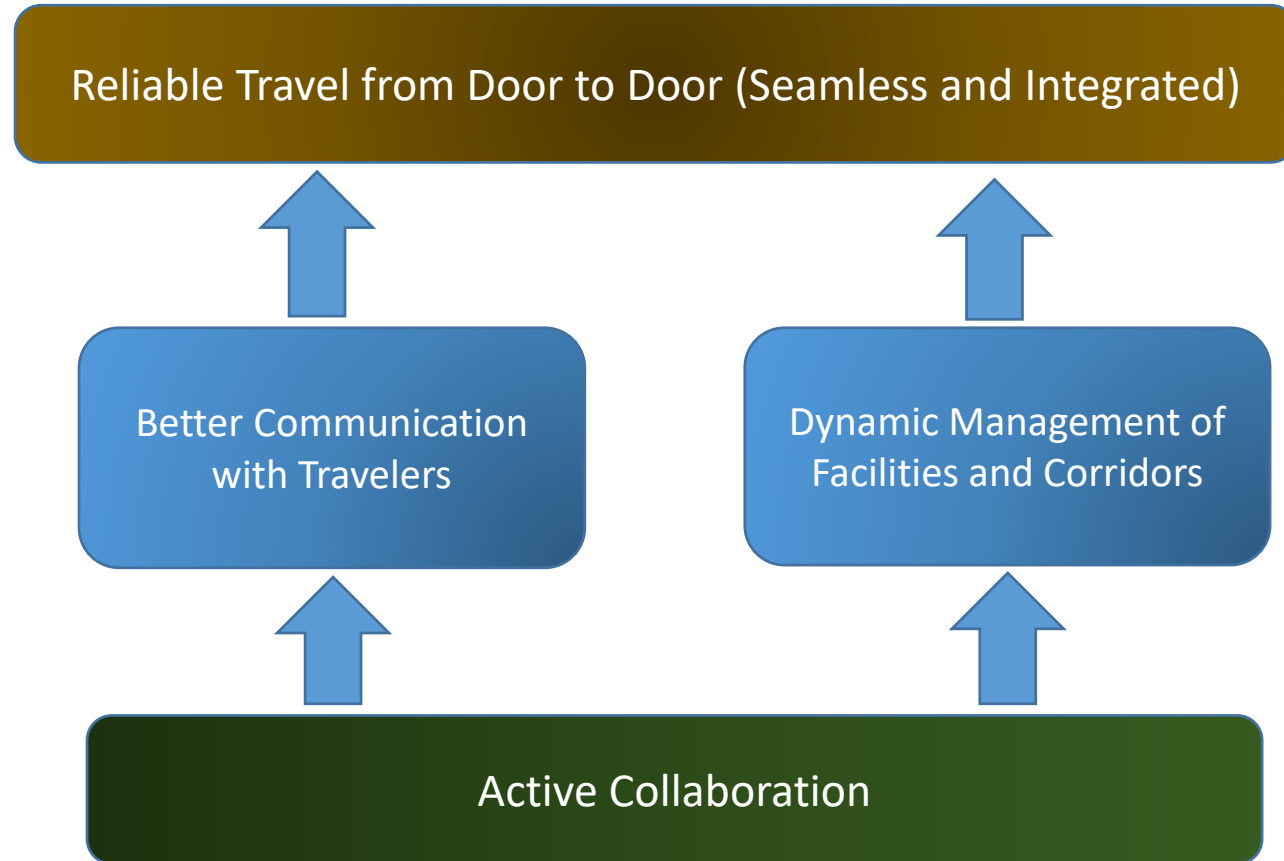 Reliable Travel from Door to Door (Seamless and Integrated)
Better Communication
with Travelers
Dynamic Management of
Facilities and Corridors
Active Collaboration